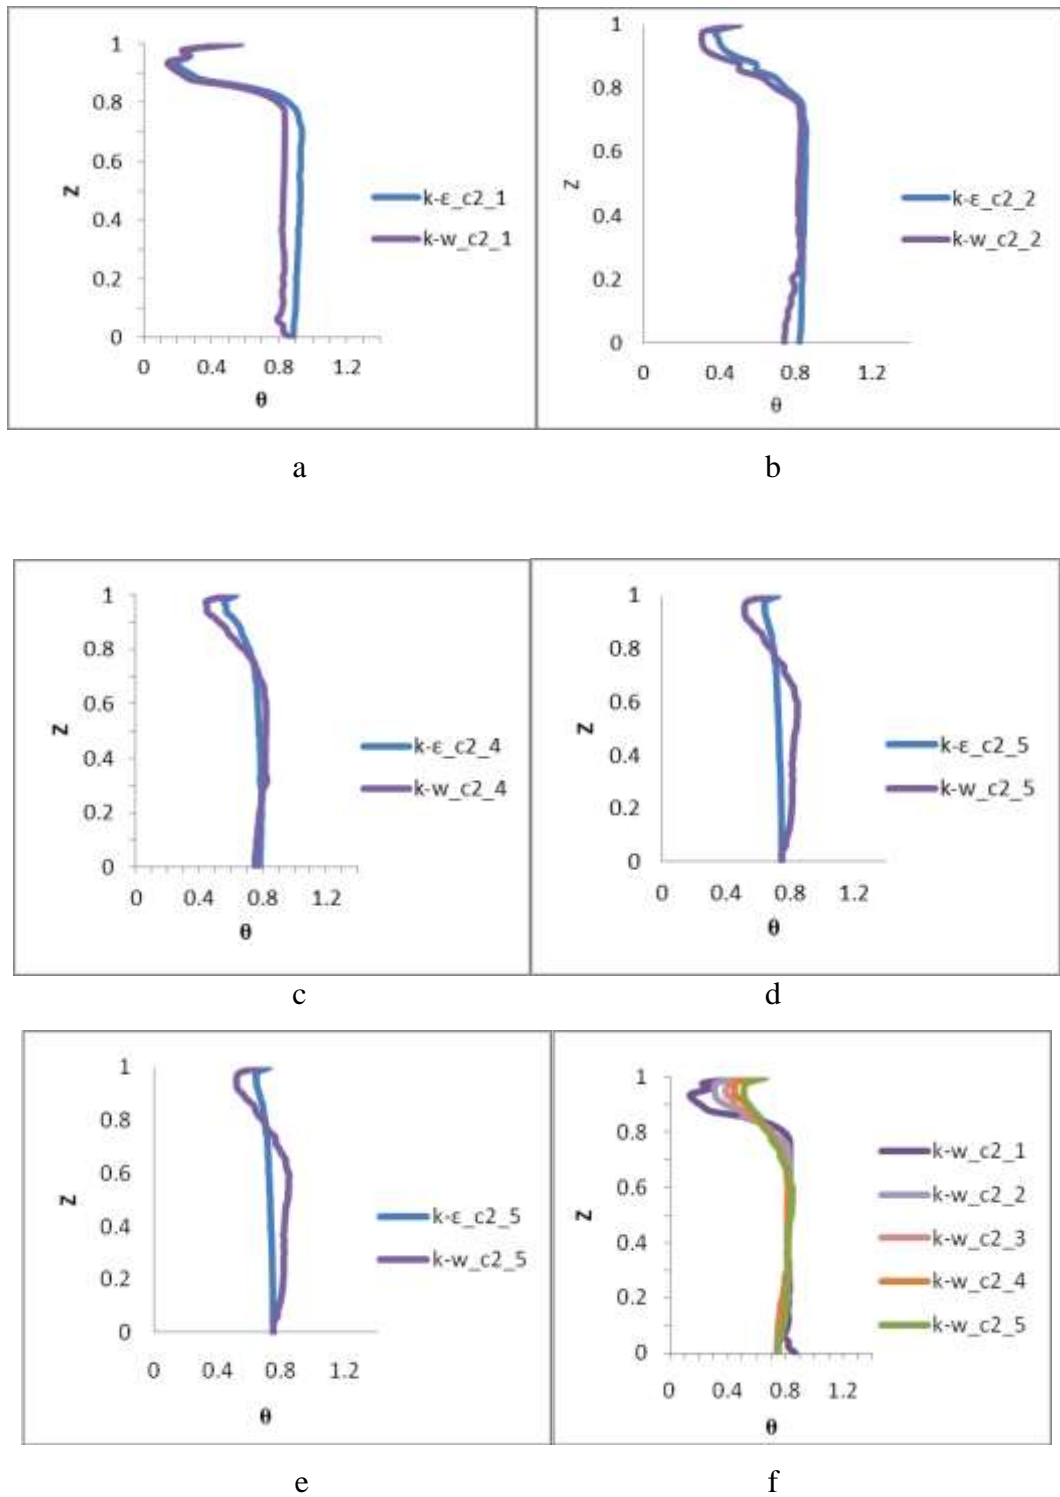 1
0.8
0.6
Z
0.4
0.2
0
0 0.4 0.8 1.2
θ
k-ε_c2_1
k-w_c2_1
1
0.8
0.6
Z
0.4
0.2
0
0 0.4 0.8 1.2
θ
k-ε_c2_2
k-w_c2_2
a b
1
0.8
0.6
Z
0.4
0.2
0
0 0.4 0.8 1.2
θ
k-ε_c2_4
k-w_c2_4
1
0.8
0.6
Z
0.4
0.2
0
0 0.4 0.8 1.2
θ
k-ε_c2_5
k-w_c2_5
c d
1
0.8
0.6
Z
0.4
0.2
0
0 0.4 0.8 1.2
θ
k-ε_c2_5
k-w_c2_5
1
0.8
0.6
Z
0.4
0.2
0
0 0.4 0.8 1.2
θ
k-w_c2_1
k-w_c2_2
k-w_c2_3
k-w_c2_4
k-w_c2_5
e f